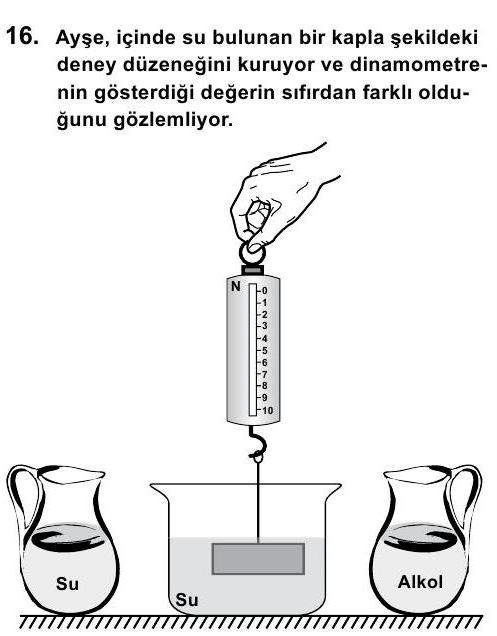 16. Ayşe, içinde su bulunan bir kapla şekildeki
deney düzeneğini kuruyor ve dinamometre-
nin gösterdiği değerin sıfırdan farklı oldu-
ğunu gözlemliyor.
N
0
1
2
3
4
5
6
7
8
9
10
Su
Su
Alkol